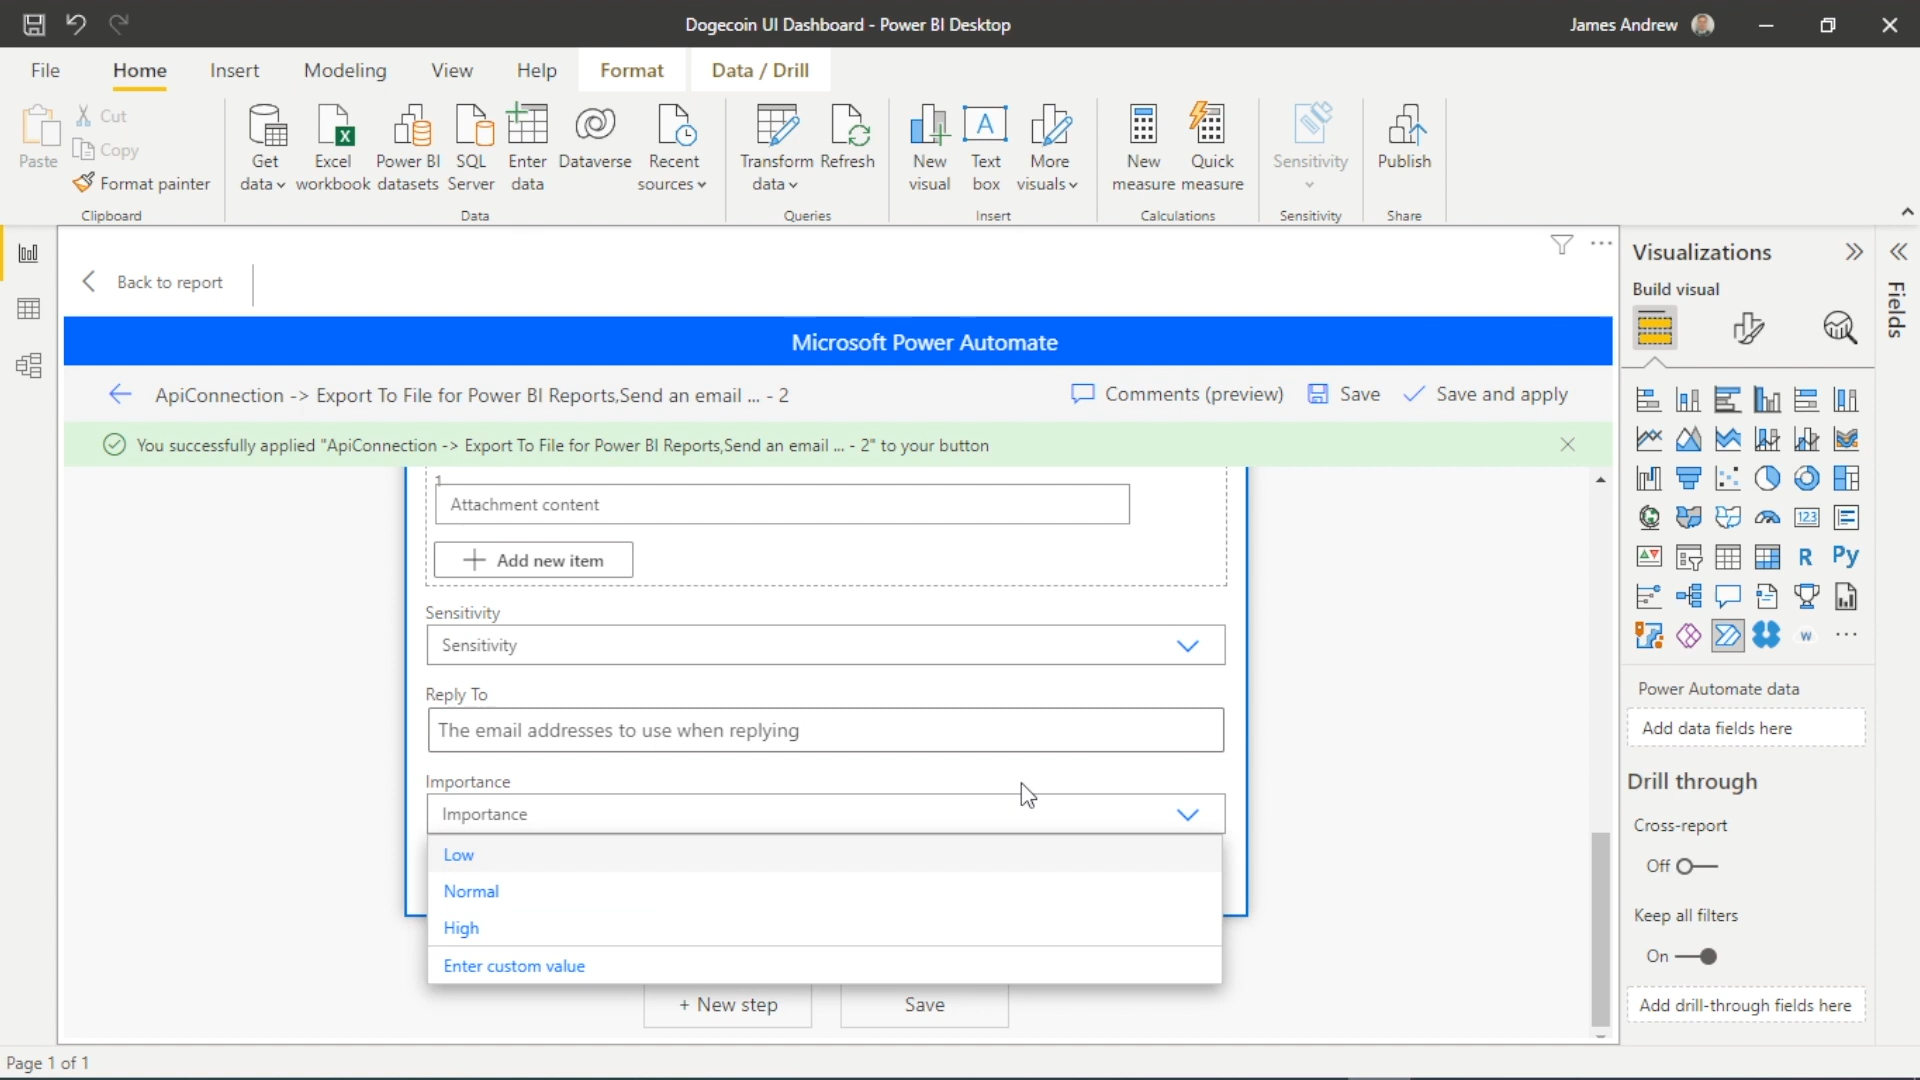 Dogecoin UI Dashboard - Power BI Desktop
James Andrew
File Home Insert Modeling View Help Format Data / Drill
Paste
Cut
Copy
Format painter
Clipboard
Get data
Excel workbook
Power BI datasets
SQL Server
Enter data
Dataverse
Recent sources
Data
Transform data
Refresh
Queries
New visual
Text box
More visuals
Insert
New measure
Quick measure
Calculations
Sensitivity
Sensitivity
Publish
Share
Back to report
Microsoft Power Automate
ApiConnection -> Export To File for Power BI Reports,Send an email ... - 2
Comments (preview)
Save
Save and apply
You successfully applied "ApiConnection -> Export To File for Power BI Reports,Send an email ... - 2" to your button
1
Attachment content
Add new item
Sensitivity
Sensitivity
Reply To
The email addresses to use when replying
Importance
Importance
Low
Normal
High
Enter custom value
+ New step
Save
Visualizations
Build visual
123
R
Py
W
Power Automate data
Add data fields here
Drill through
Cross-report
Off
Keep all filters
On
Add drill-through fields here
Fields
Page 1 of 1